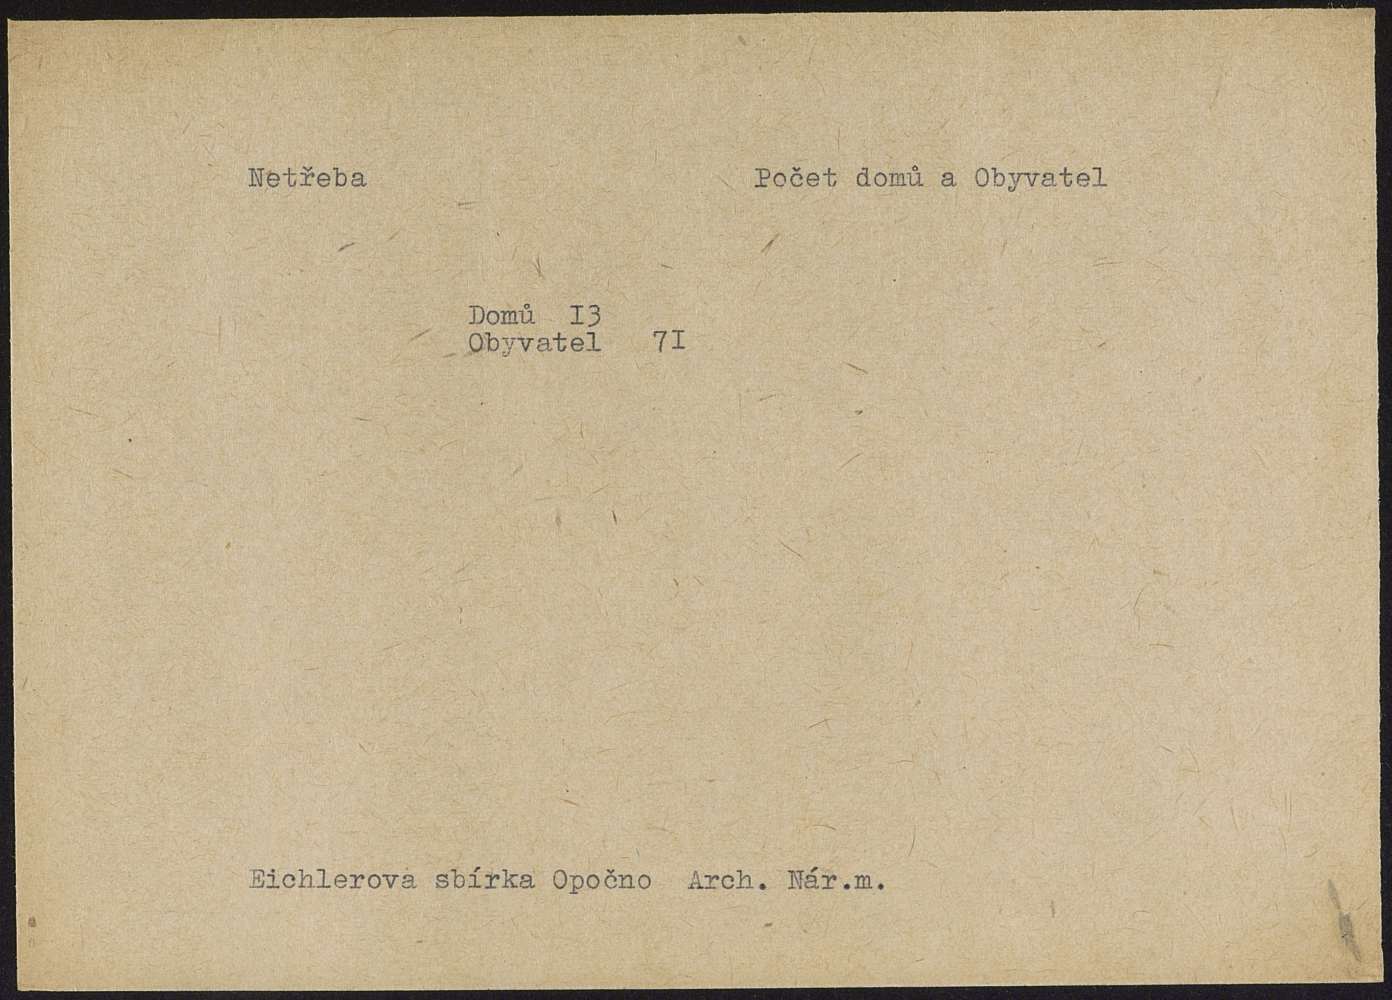 Netřeba Počet domů a Obyvatel
Domů I3
Obyvatel 7I
Eichlerova sbírka Opočno Arch. Nár.m.